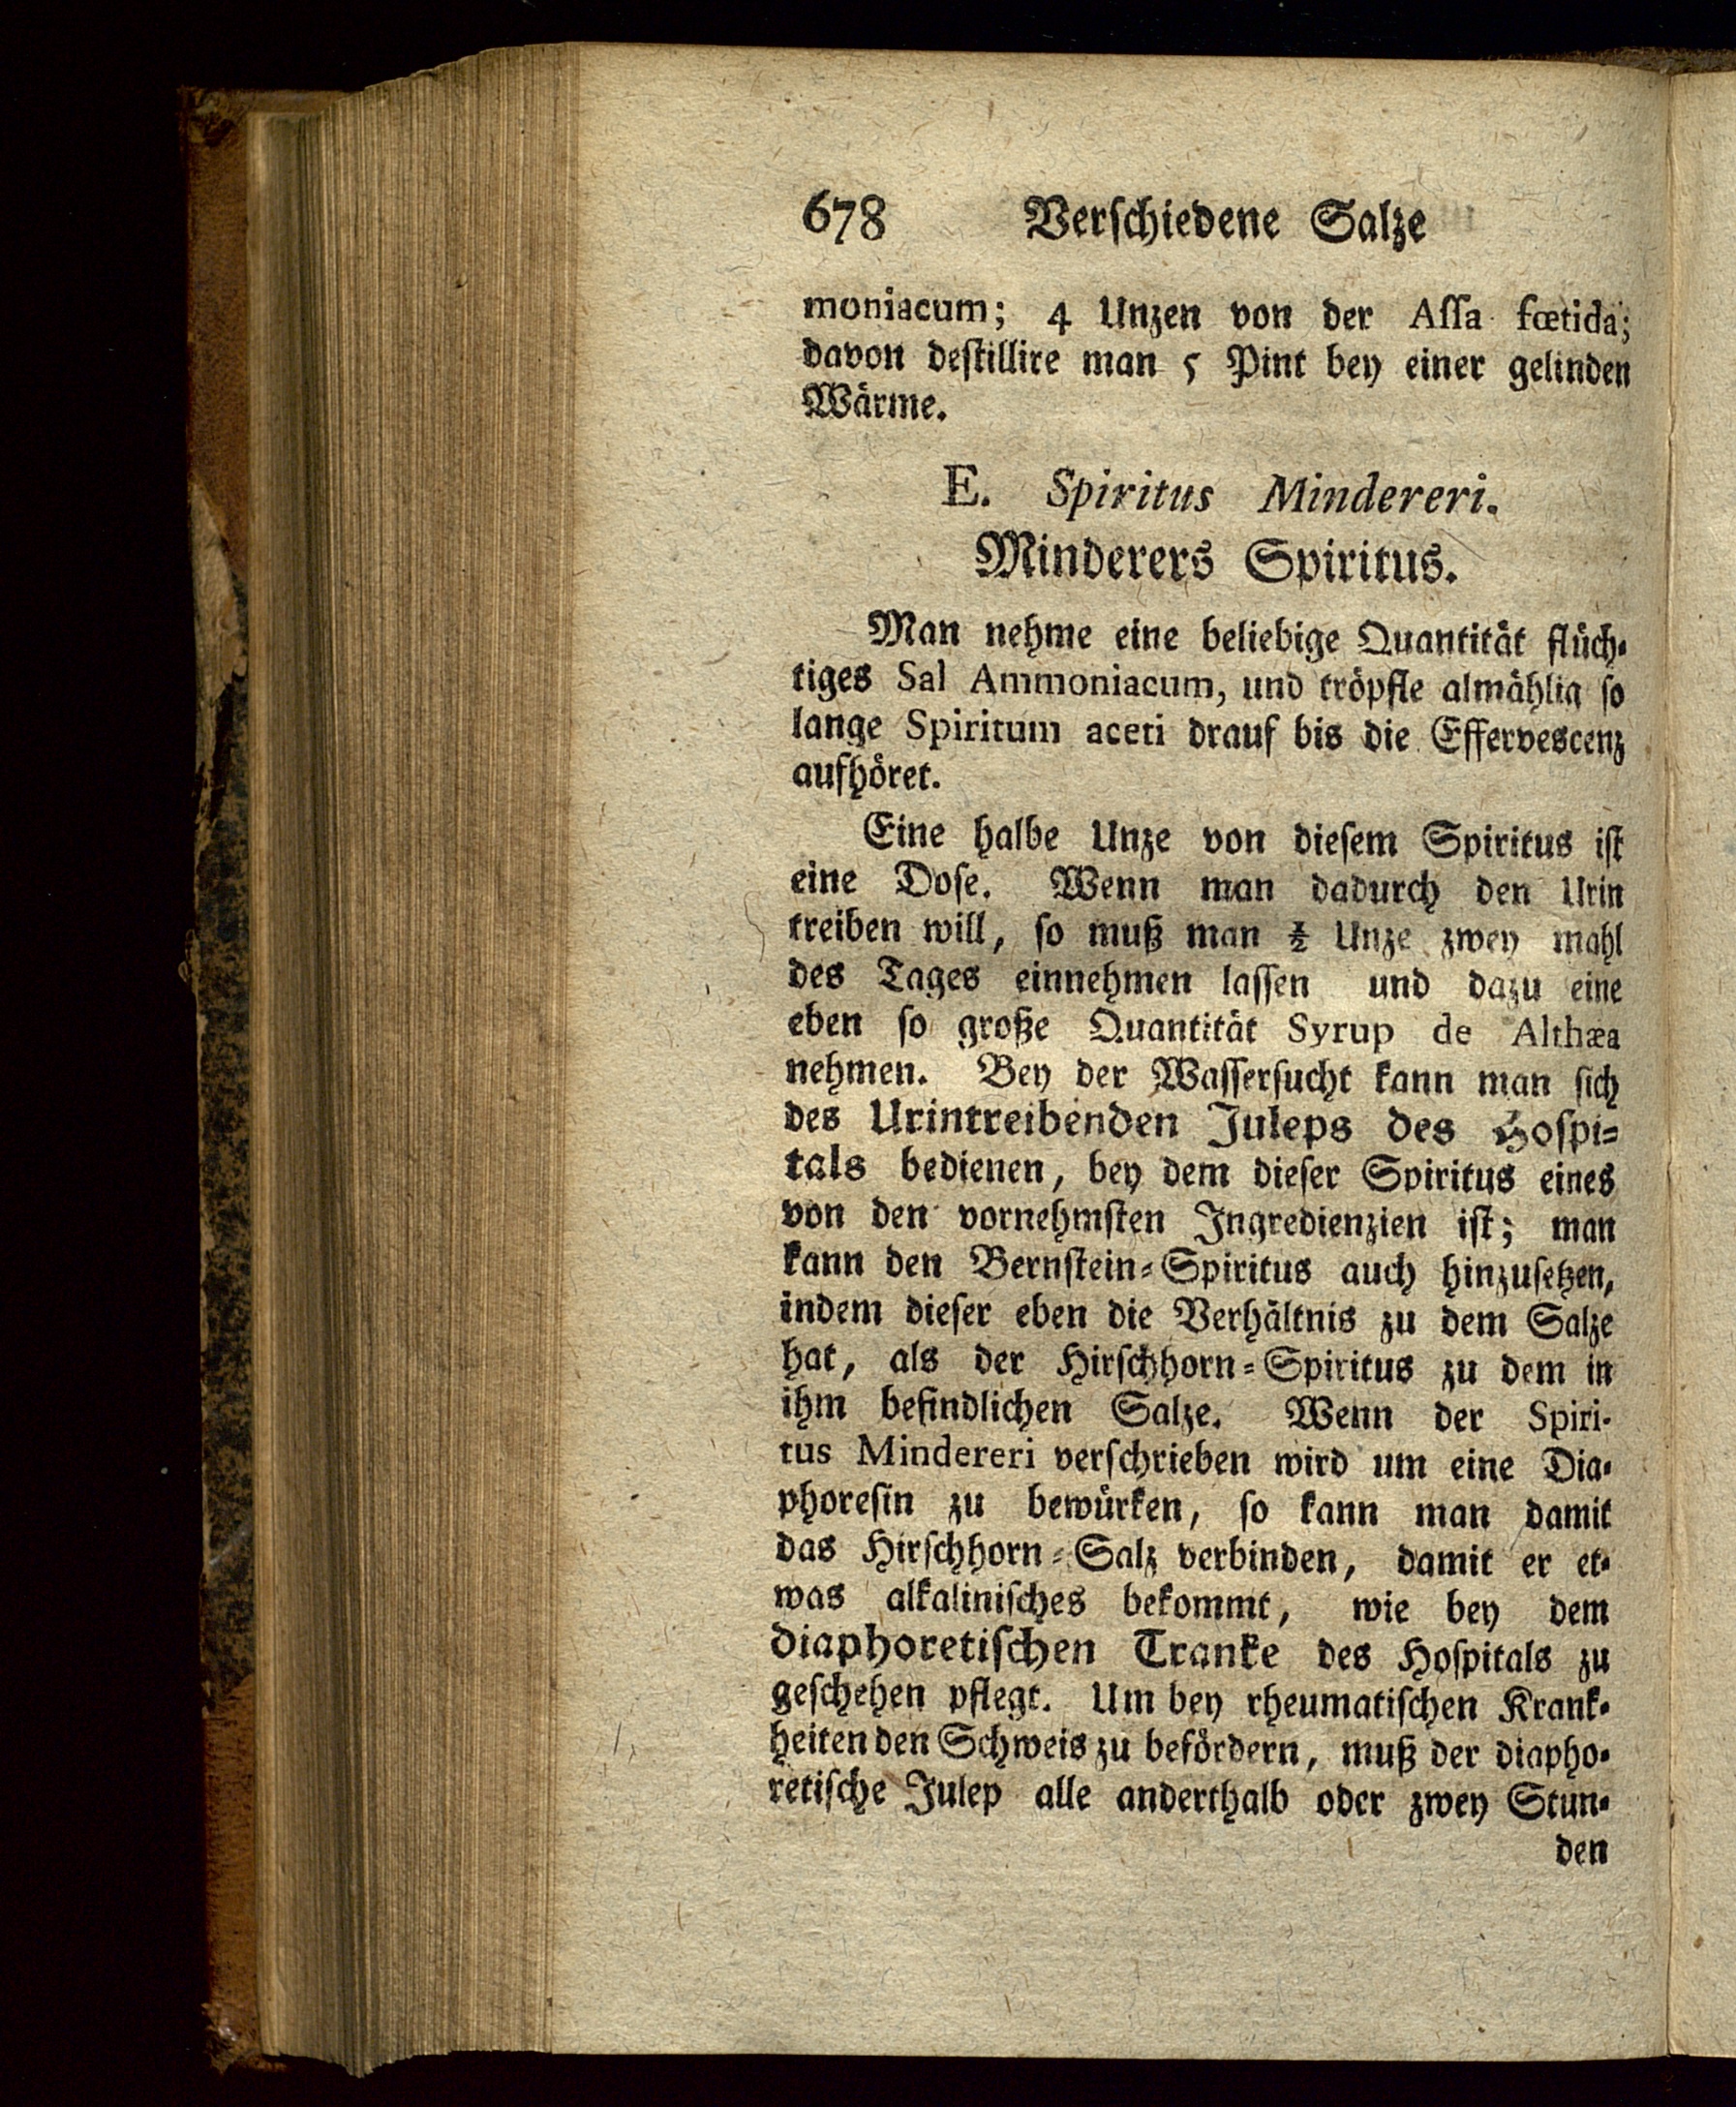 678 Verschiedene Salze
moniacum; 4 Unzen von der Assa fœtida;
davon destillire man 5 Pint bey einer gelinden
Wärme.
E. Spiritus Mindereri.
Minderers Spiritus.
Man nehme eine beliebige Quantität flüch-
tiges Sal Ammoniacum, und tröpfle almählig so
lange Spiritum aceti drauf bis die Effervescenz
aufhöret.
Eine halbe Unze von diesem Spiritus ist
eine Dose. Wenn man dadurch den Urin
treiben will, so muß man ½ Unze zwey mahl
des Tages einnehmen lassen und dazu eine
eben so große Quantität Syrup de Althæa
nehmen. Bey der Wassersucht kann man sich
des Urintreibenden Juleps des Hospi-
tals bedienen, bey dem dieser Spiritus eines
von den vornehmsten Ingredienzien ist; man
kann den Bernstein-Spiritus auch hinzusetzen,
indem dieser eben die Verhältnis zu dem Salze
hat, als der Hirschhorn-Spiritus zu dem in
ihm befindlichen Salze. Wenn der Spiri-
tus Mindereri verschrieben wird um eine Dia-
phoresin zu bewürken, so kann man damit
das Hirschhorn-Salz verbinden, damit er et-
was alkalinisches bekommt, wie bey dem
diaphoretischen Tranke des Hospitals zu
geschehen pflegt. Um bey rheumatischen Krank-
heiten den Schweis zu befördern, muß der diapho-
retische Julep alle anderthalb oder zwey Stun-
den